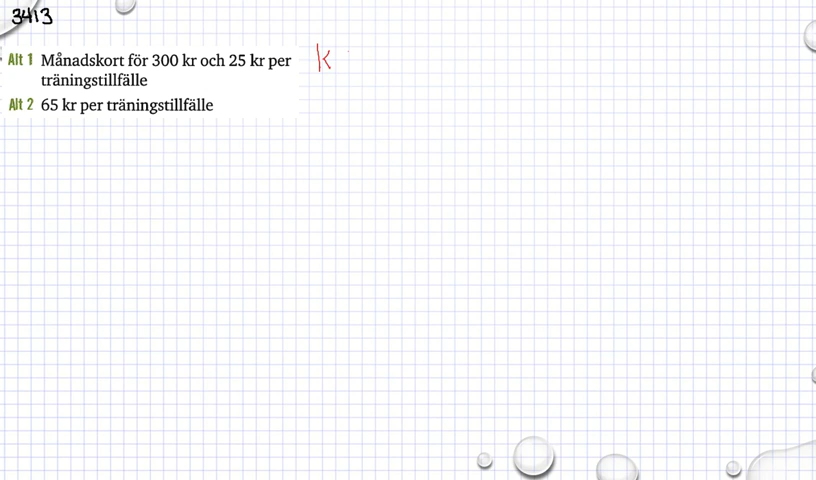 3413
Alt 1 Månadskort för 300 kr och 25 kr per
träningstillfälle
Alt 2 65 kr per träningstillfälle
K